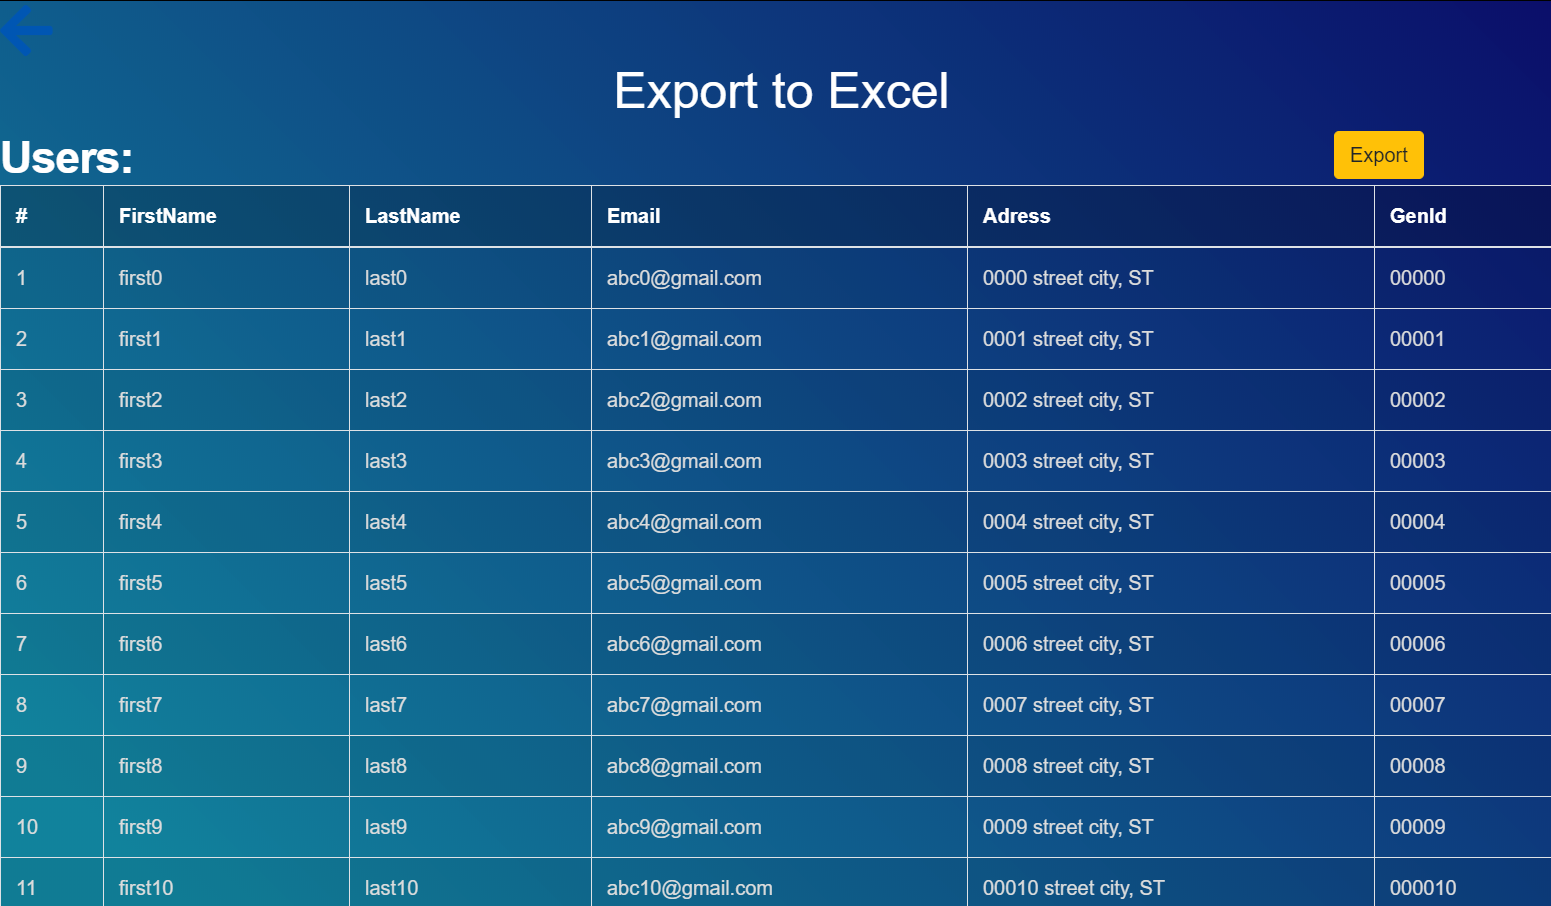 Export to Excel
Users:
Export
# FirstName LastName Email Adress GenId
1 first0 last0 abc0@gmail.com 0000 street city, ST 00000
2 first1 last1 abc1@gmail.com 0001 street city, ST 00001
3 first2 last2 abc2@gmail.com 0002 street city, ST 00002
4 first3 last3 abc3@gmail.com 0003 street city, ST 00003
5 first4 last4 abc4@gmail.com 0004 street city, ST 00004
6 first5 last5 abc5@gmail.com 0005 street city, ST 00005
7 first6 last6 abc6@gmail.com 0006 street city, ST 00006
8 first7 last7 abc7@gmail.com 0007 street city, ST 00007
9 first8 last8 abc8@gmail.com 0008 street city, ST 00008
10 first9 last9 abc9@gmail.com 0009 street city, ST 00009
11 first10 last10 abc10@gmail.com 00010 street city, ST 000010